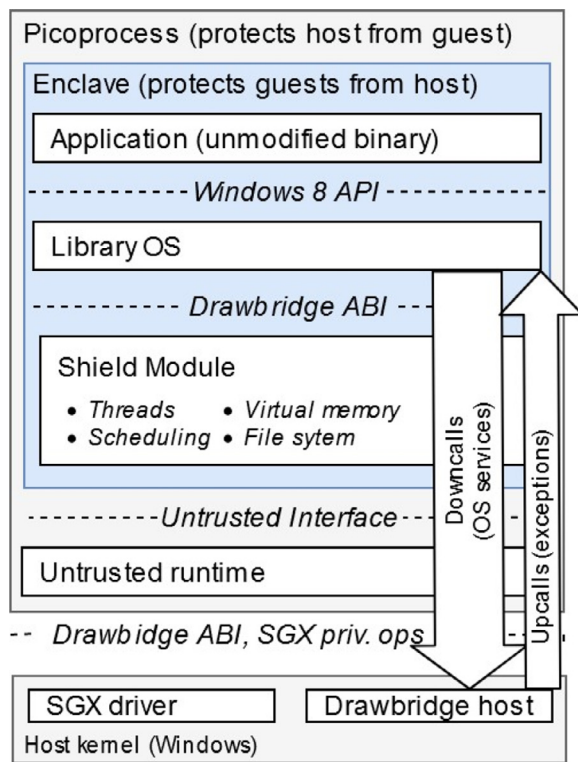 Picoprocess (protects host from guest)
Enclave (protects guests from host)
Application (unmodified binary)
Windows 8 API
Library OS
Drawbridge ABI
Shield Module
• Threads • Virtual memory
• Scheduling • File sytem
Downcalls
(OS services)
Upcalls (exceptions)
Untrusted Interface
Untrusted runtime
Drawbidge ABI, SGX priv. ops
SGX driver
Drawbridge host
Host kernel (Windows)